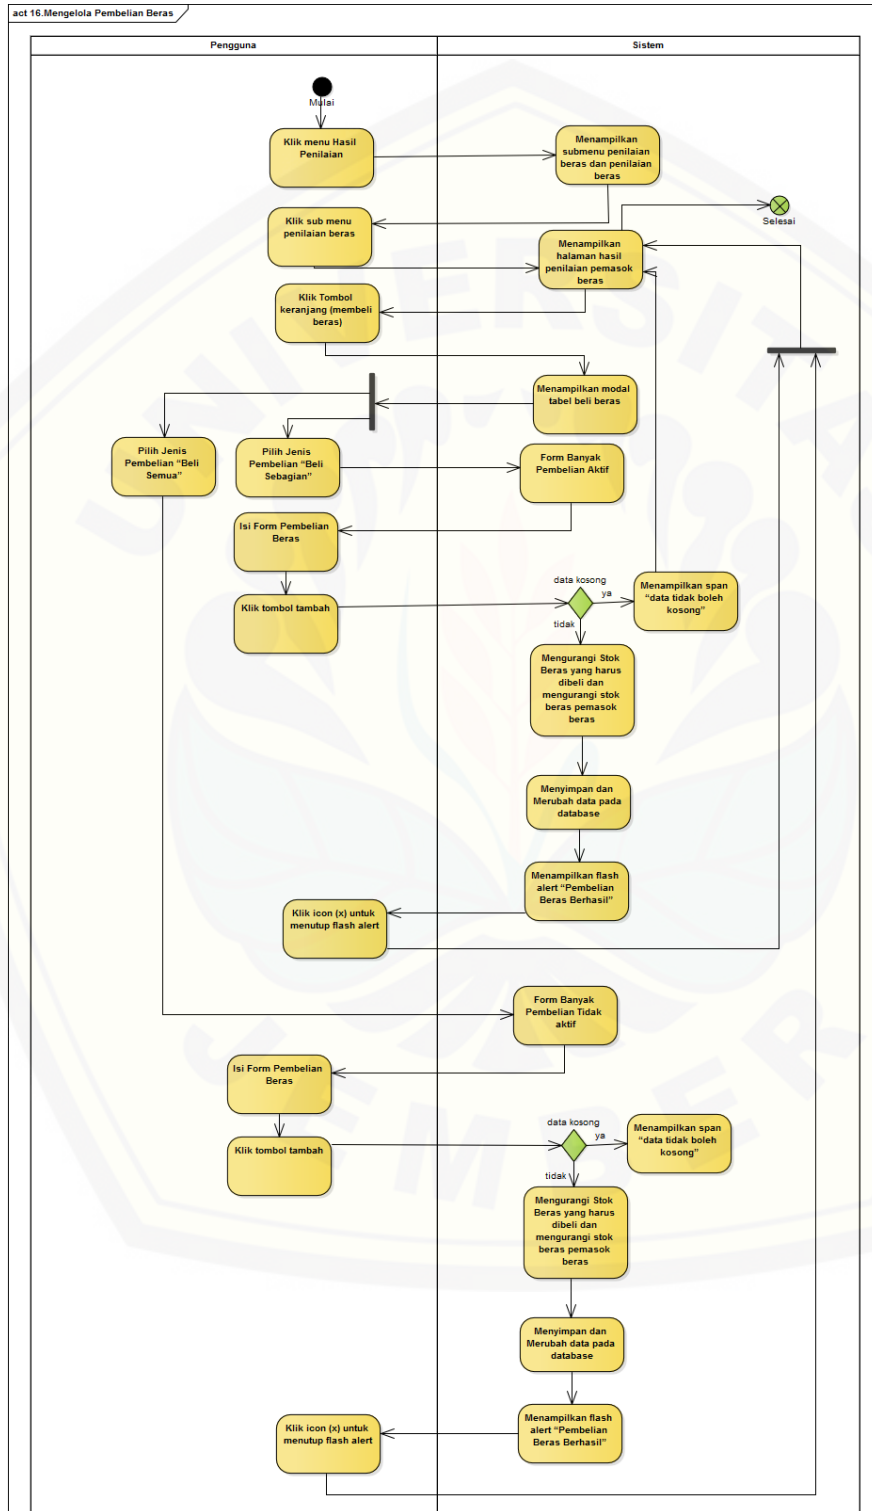 act 16.Mengelola Pembelian Beras
Pengguna
Sistem
Mulai
Klik menu Hasil
Penilaian
Menampilkan
submenu penilaian
beras dan penilaian
beras
Klik sub menu
penilaian beras
Selesai
Menampilkan
halaman hasil
penilaian pemasok
beras
Klik Tombol
keranjang (membeli
beras)
Menampilkan modal
tabel beli beras
Pilih Jenis
Pembelian “Beli
Semua”
Pilih Jenis
Pembelian “Beli
Sebagian”
Form Banyak
Pembelian Aktif
Isi Form Pembelian
Beras
Klik tombol tambah
data kosong
ya
tidak
Menampilkan span
“data tidak boleh
kosong”
Mengurangi Stok
Beras yang harus
dibeli dan
mengurangi stok
beras pemasok
beras
Menyimpan dan
Merubah data pada
database
Menampilkan flash
alert “Pembelian
Beras Berhasil”
Klik icon (x) untuk
menutup flash alert
Form Banyak
Pembelian Tidak
aktif
Isi Form Pembelian
Beras
Klik tombol tambah
data kosong
ya
tidak
Menampilkan span
“data tidak boleh
kosong”
Mengurangi Stok
Beras yang harus
dibeli dan
mengurangi stok
beras pemasok
beras
Menyimpan dan
Merubah data pada
database
Menampilkan flash
alert “Pembelian
Beras Berhasil”
Klik icon (x) untuk
menutup flash alert
UNIVERSITAS
JEMBER